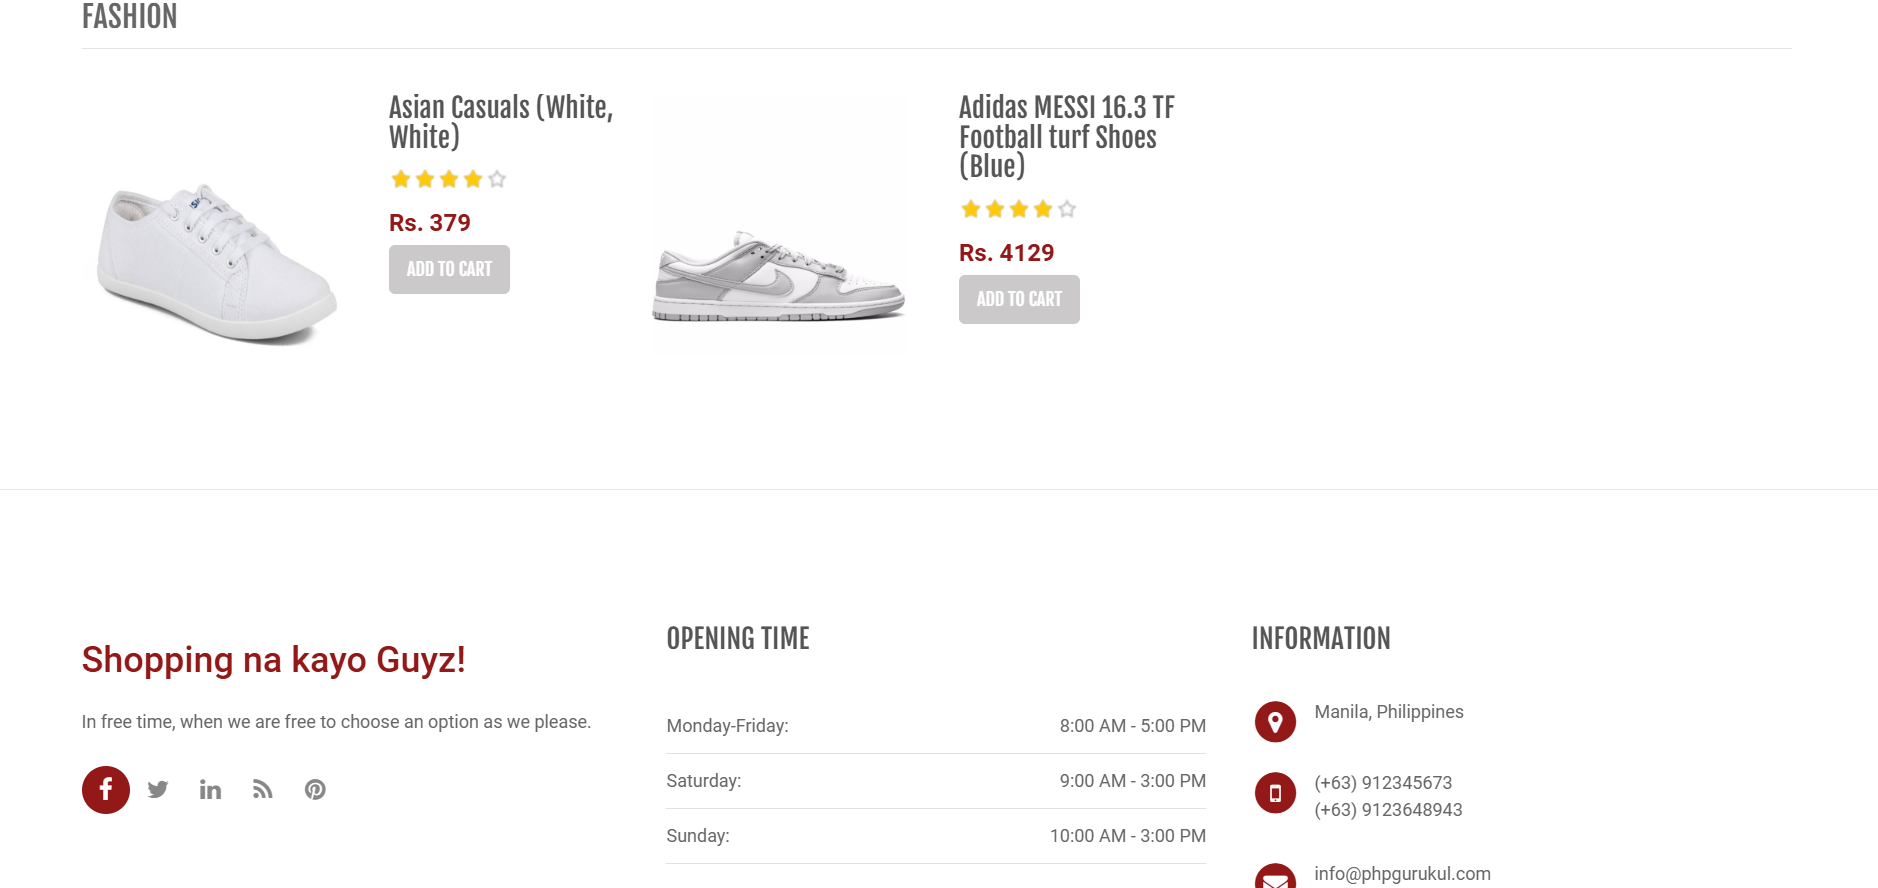 FASHION
Asian Casuals (White,
White)
Rs. 379
ADD TO CART
Adidas MESSI 16.3 TF
Football turf Shoes
(Blue)
Rs. 4129
ADD TO CART
Shopping na kayo Guyz!
In free time, when we are free to choose an option as we please.
OPENING TIME
Monday-Friday: 8:00 AM - 5:00 PM
Saturday: 9:00 AM - 3:00 PM
Sunday: 10:00 AM - 3:00 PM
INFORMATION
Manila, Philippines
(+63) 912345673
(+63) 9123648943
info@phpgurukul.com